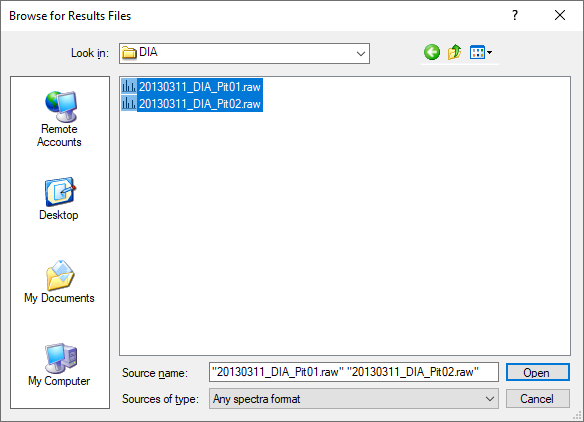 Browse for Results Files
Look in: DIA
Remote
Accounts
Desktop
My Documents
My Computer
20130311_DIA_Pit01.raw
20130311_DIA_Pit02.raw
Source name: "20130311_DIA_Pit01.raw" "20130311_DIA_Pit02.raw" Open
Sources of type: Any spectra format Cancel